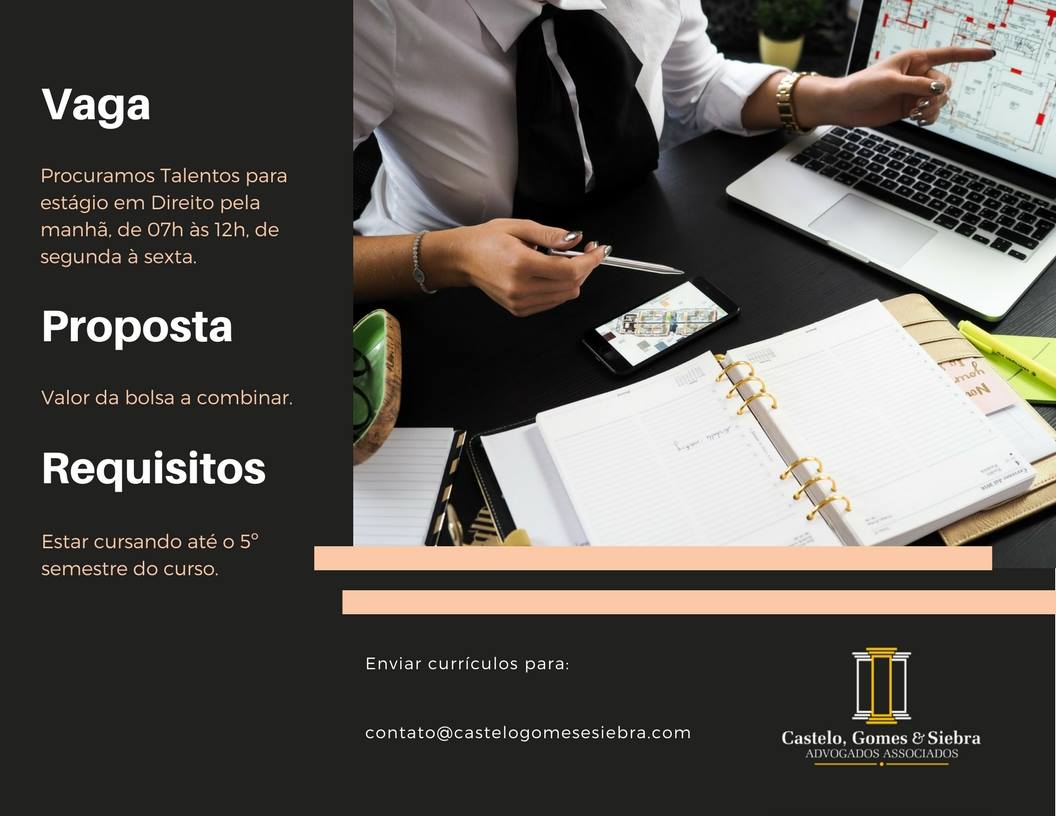 Vaga
Procuramos Talentos para
estágio em Direito pela
manhã, de 07h às 12h, de
segunda à sexta.
Proposta
Valor da bolsa a combinar.
Requisitos
Estar cursando até o 5º
semestre do curso.
Enviar currículos para:
contato@castelogomesesiebra.com
Castelo, Gomes & Siebra
ADVOGADOS ASSOCIADOS